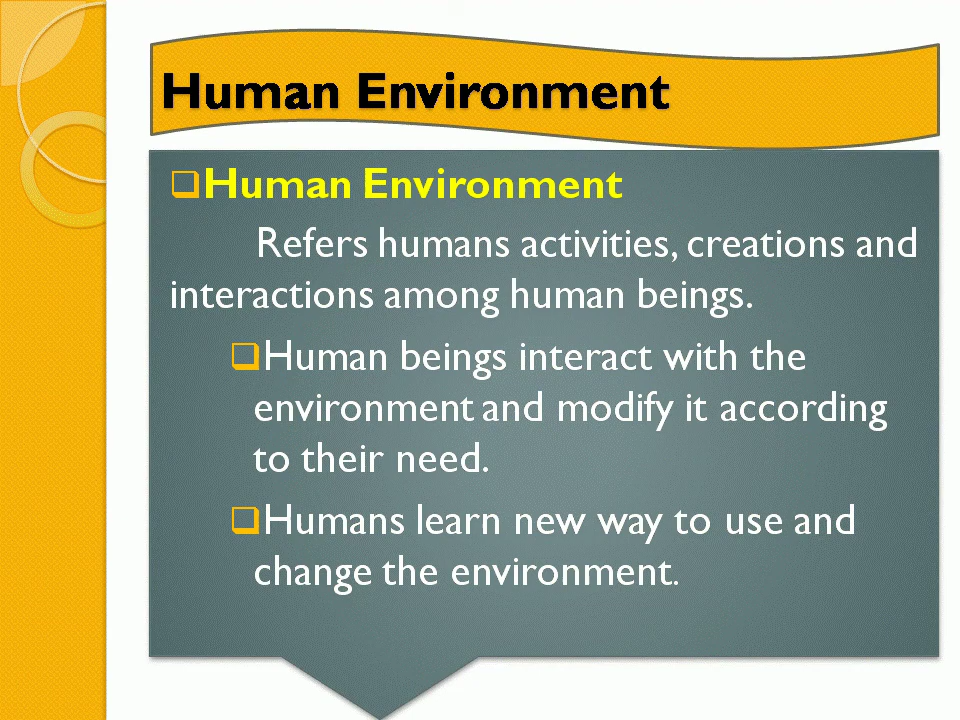 Human Environment
❑Human Environment
Refers humans activities, creations and
interactions among human beings.
❑Human beings interact with the
environment and modify it according
to their need.
❑Humans learn new way to use and
change the environment.